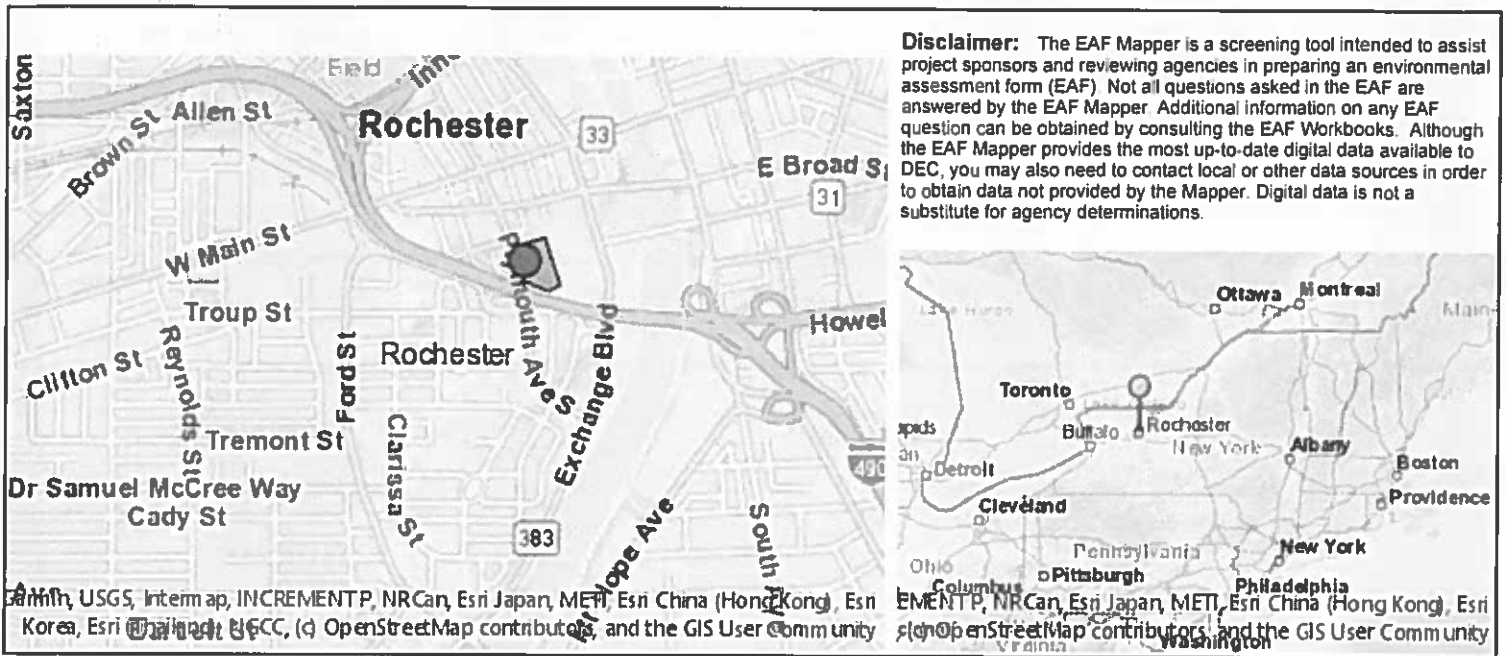 Disclaimer: The EAF Mapper is a screening tool intended to assist
project sponsors and reviewing agencies in preparing an environmental
assessment form (EAF). Not all questions asked in the EAF are
answered by the EAF Mapper. Additional information on any EAF
question can be obtained by consulting the EAF Workbooks. Although
the EAF Mapper provides the most up-to-date digital data available to
DEC, you may also need to contact local or other data sources in order
to obtain data not provided by the Mapper. Digital data is not a
substitute for agency determinations.
Saxton
Field
Allen St
Brown St
Rochester
33
E Broad St
31
W Main St
Plymouth Ave S
Troup St
Howel
Rochester
Reynolds St
Clifton St
Ford St
Exchange Blvd
Tremont St
Clarissa St
490
Dr Samuel McCree Way
Cady St
383
Hope Ave
South
Garmin, USGS, Intermap, INCREMENT P, NRCan, Esri Japan, METI, Esri China (Hong Kong), Esri
Korea, Esri (Thailand), NGCC, (c) OpenStreetMap contributors, and the GIS User Community
Ottawa
Montreal
Toronto
Rochester
Buffalo
New York
Albany
Detroit
Boston
Providence
Cleveland
Pennsylvania
New York
Ohio
Pittsburgh
Columbus
Philadelphia
EMENT P, NRCan, Esri Japan, METI, Esri China (Hong Kong), Esri
OpenStreetMap contributors, and the GIS User Community
Virginia
Washington